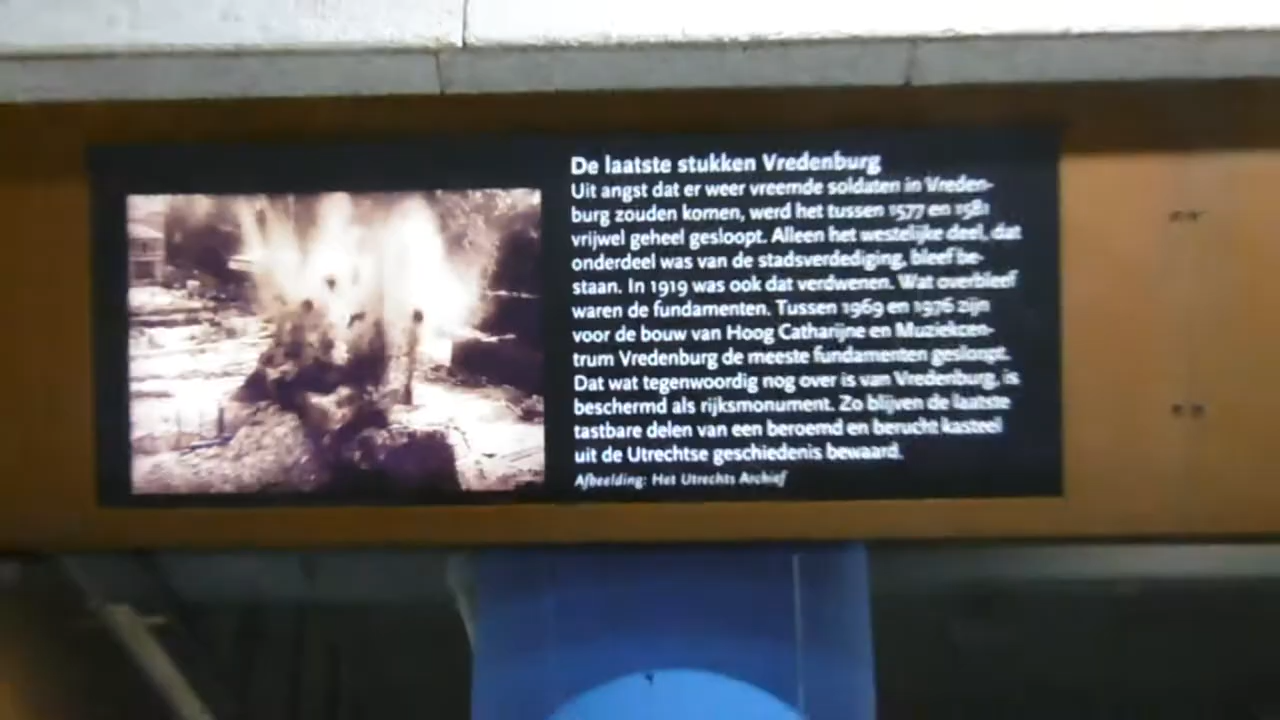 De laatste stukken Vredenburg
Uit angst dat er weer vreemde soldaten in Vreden-
burg zouden komen, werd het tussen 1577 en 1581
vrijwel geheel gesloopt. Alleen het westelijke deel, dat
onderdeel was van de stadsverdediging, bleef be-
staan. In 1919 was ook dat verdwenen. Wat overbleef
waren de fundamenten. Tussen 1969 en 1976 zijn
voor de bouw van Hoog Catharijne en Muziekcen-
trum Vredenburg de meeste fundamenten gesloopt.
Dat wat tegenwoordig nog over is van Vredenburg, is
beschermd als rijksmonument. Zo blijven de laatste
tastbare delen van een beroemd en berucht kasteel
uit de Utrechtse geschiedenis bewaard.
Afbeelding: Het Utrechts Archief